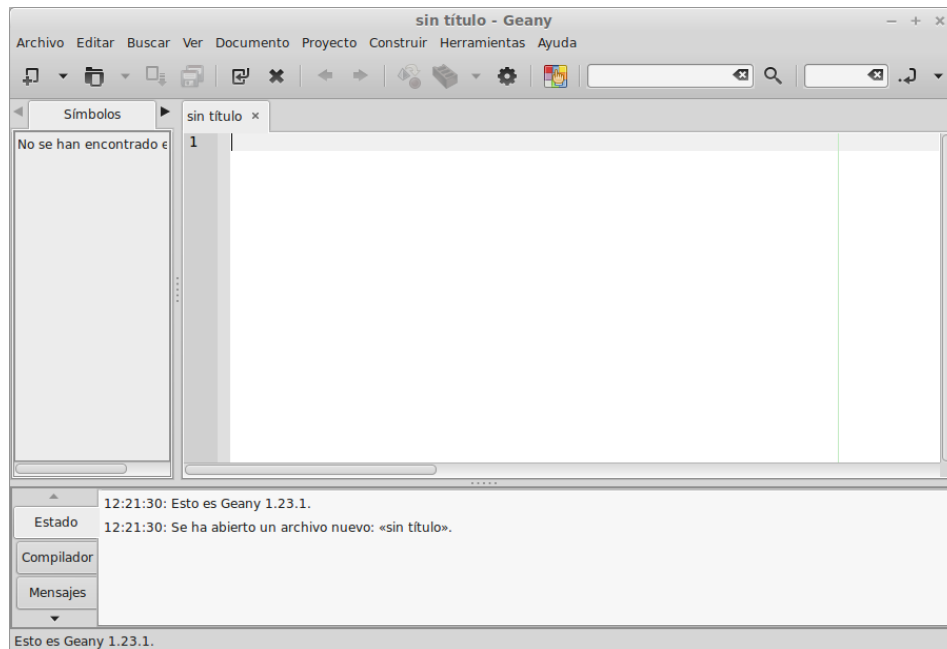 sin título - Geany
Archivo Editar Buscar Ver Documento Proyecto Construir Herramientas Ayuda
Símbolos
sin título
No se han encontrado e
1
12:21:30: Esto es Geany 1.23.1.
Estado
12:21:30: Se ha abierto un archivo nuevo: «sin título».
Compilador
Mensajes
Esto es Geany 1.23.1.